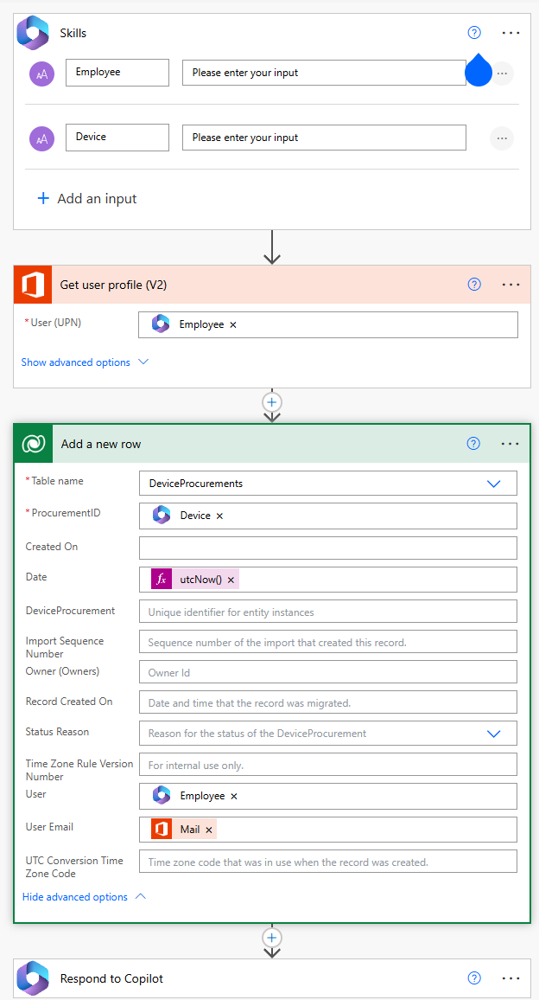 Skills
Employee Please enter your input
Device Please enter your input
Add an input
Get user profile (V2)
*User (UPN) Employee ×
Show advanced options
Add a new row
*Table name DeviceProcurements
*ProcurementID Device ×
Created On
Date fx utcNow() ×
DeviceProcurement Unique identifier for entity instances
Import Sequence
Number
Sequence number of the import that created this record.
Owner (Owners) Owner Id
Record Created On Date and time that the record was migrated.
Status Reason Reason for the status of the DeviceProcurement
Time Zone Rule Version
Number
For internal use only.
User Employee ×
User Email Mail ×
UTC Conversion Time
Zone Code
Time zone code that was in use when the record was created.
Hide advanced options
Respond to Copilot